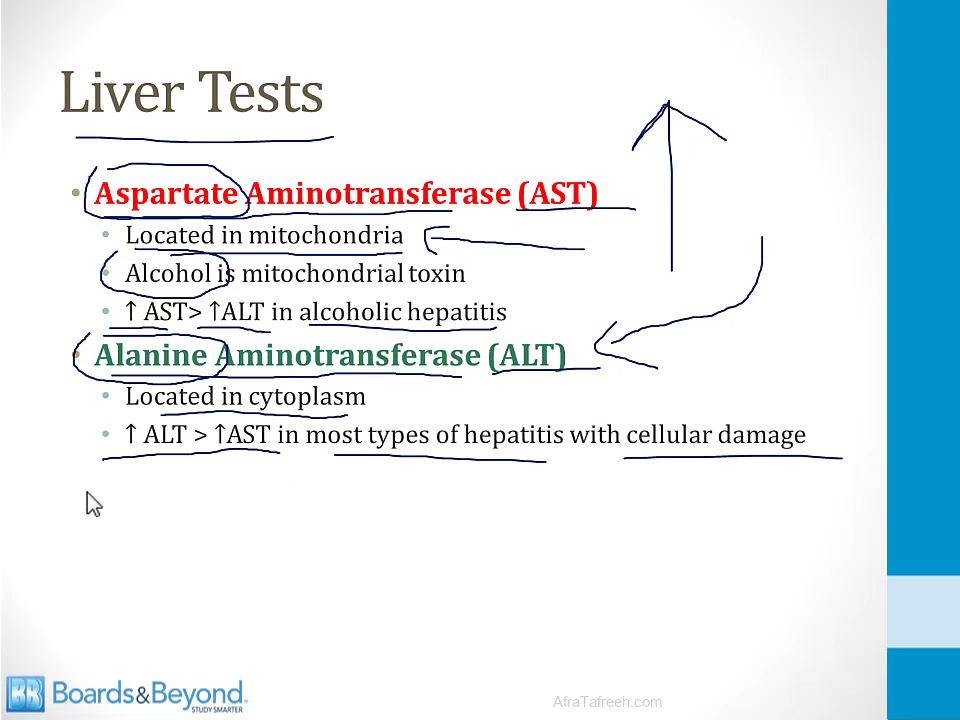 Liver Tests
• Aspartate Aminotransferase (AST)
• Located in mitochondria
• Alcohol is mitochondrial toxin
• ↑ AST> ↑ALT in alcoholic hepatitis
• Alanine Aminotransferase (ALT)
• Located in cytoplasm
• ↑ ALT > ↑AST in most types of hepatitis with cellular damage
BB Boards&Beyond.
STUDY SMARTER
AfraTafreeh.com